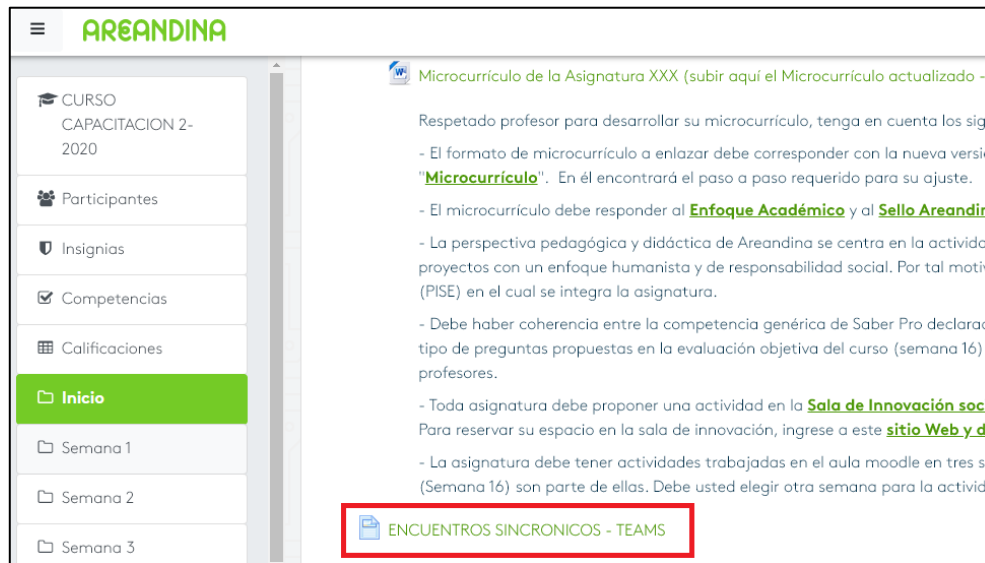 AREANDINA
CURSO
CAPACITACION 2-
2020
Participantes
Insignias
Competencias
Calificaciones
Inicio
Semana 1
Semana 2
Semana 3
Microcurrículo de la Asignatura XXX (subir aquí el Microcurrículo actualizado -
Respetado profesor para desarrollar su microcurrículo, tenga en cuenta los
- El formato de microcurrículo a enlazar debe corresponder con la nueva
"Microcurrículo". En él encontrará el paso a paso requerido para su ajuste.
- El microcurrículo debe responder al Enfoque Académico y al Sello
- La perspectiva pedagógica y didáctica de Areandina se centra en la
proyectos con un enfoque humanista y de responsabilidad social. Por tal
(PISE) en el cual se integra la asignatura.
- Debe haber coherencia entre la competencia genérica de Saber Pro
tipo de preguntas propuestas en la evaluación objetiva del curso (semana 16)
profesores.
- Toda asignatura debe proponer una actividad en la Sala de Innovación
Para reservar su espacio en la sala de innovación, ingrese a este sitio Web y
- La asignatura debe tener actividades trabajadas en el aula moodle en tres
(Semana 16) son parte de ellas. Debe usted elegir otra semana para la
ENCUENTROS SINCRONICOS - TEAMS